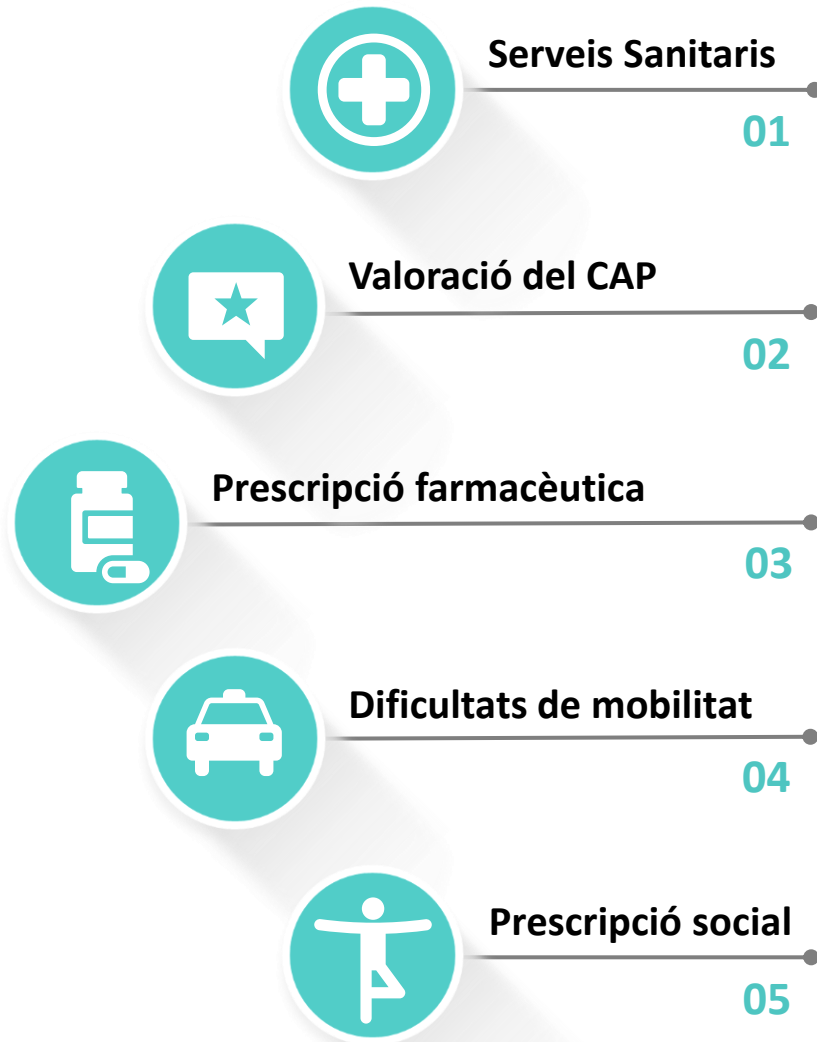 Serveis Sanitaris
01
Valoració del CAP
02
Prescripció farmacèutica
03
Dificultats de mobilitat
04
Prescripció social
05